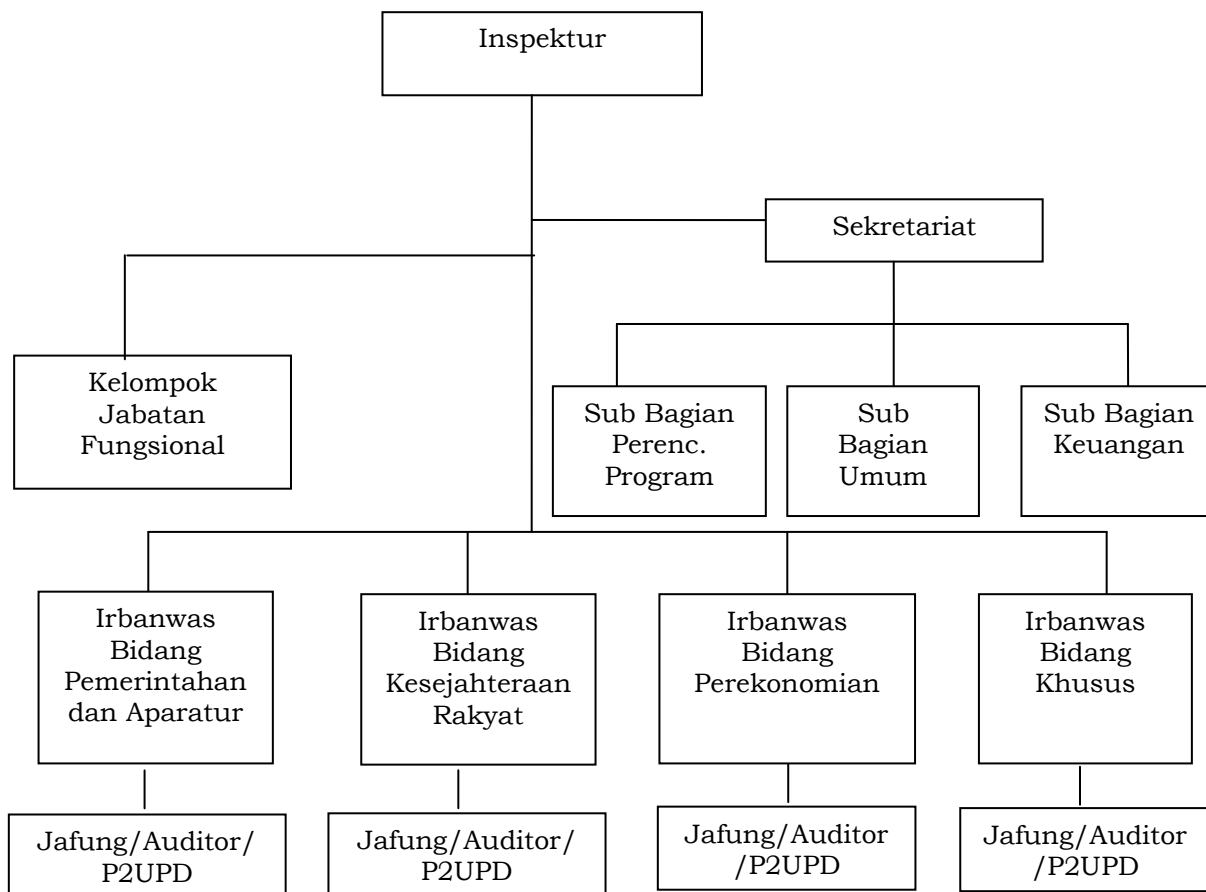 Inspektur
Sekretariat
Kelompok
Jabatan
Fungsional
Sub Bagian
Perenc.
Program
Sub
Bagian
Umum
Sub Bagian
Keuangan
Irbanwas
Bidang
Pemerintahan
dan Aparatur
Irbanwas
Bidang
Kesejahteraan
Rakyat
Irbanwas
Bidang
Perekonomian
Irbanwas
Bidang
Khusus
Jafung/Auditor/
P2UPD
Jafung/Auditor/
P2UPD
Jafung/Auditor
/P2UPD
Jafung/Auditor
/P2UPD